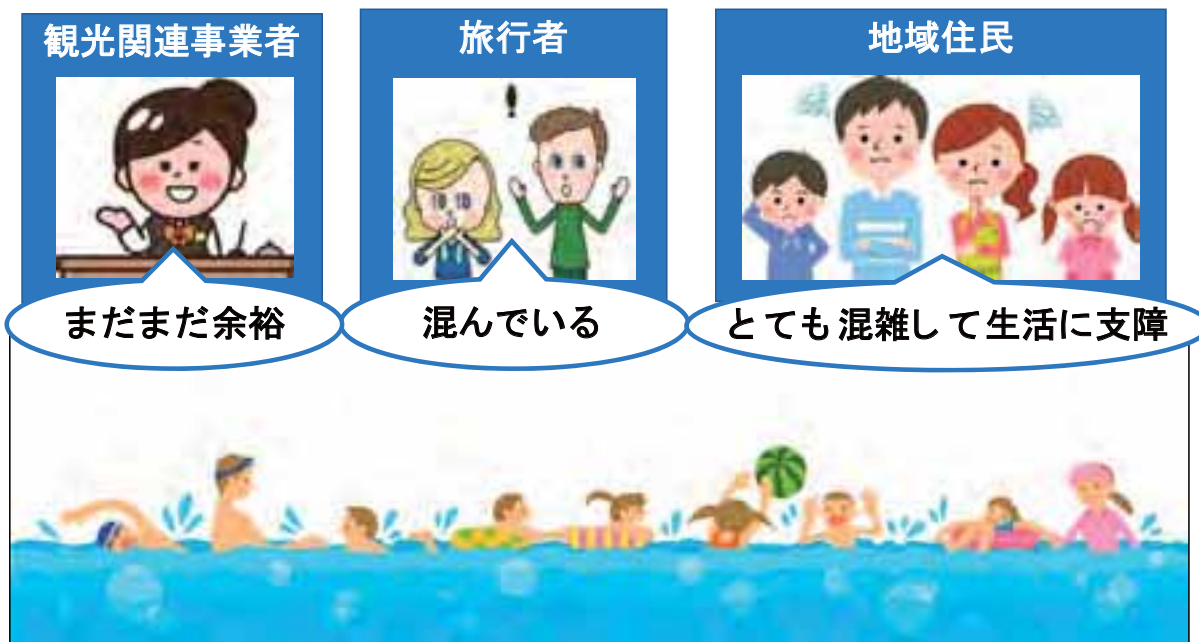 観光関連事業者
旅行者
地域住民
まだまだ余裕
混んでいる
とても混雑して生活に支障